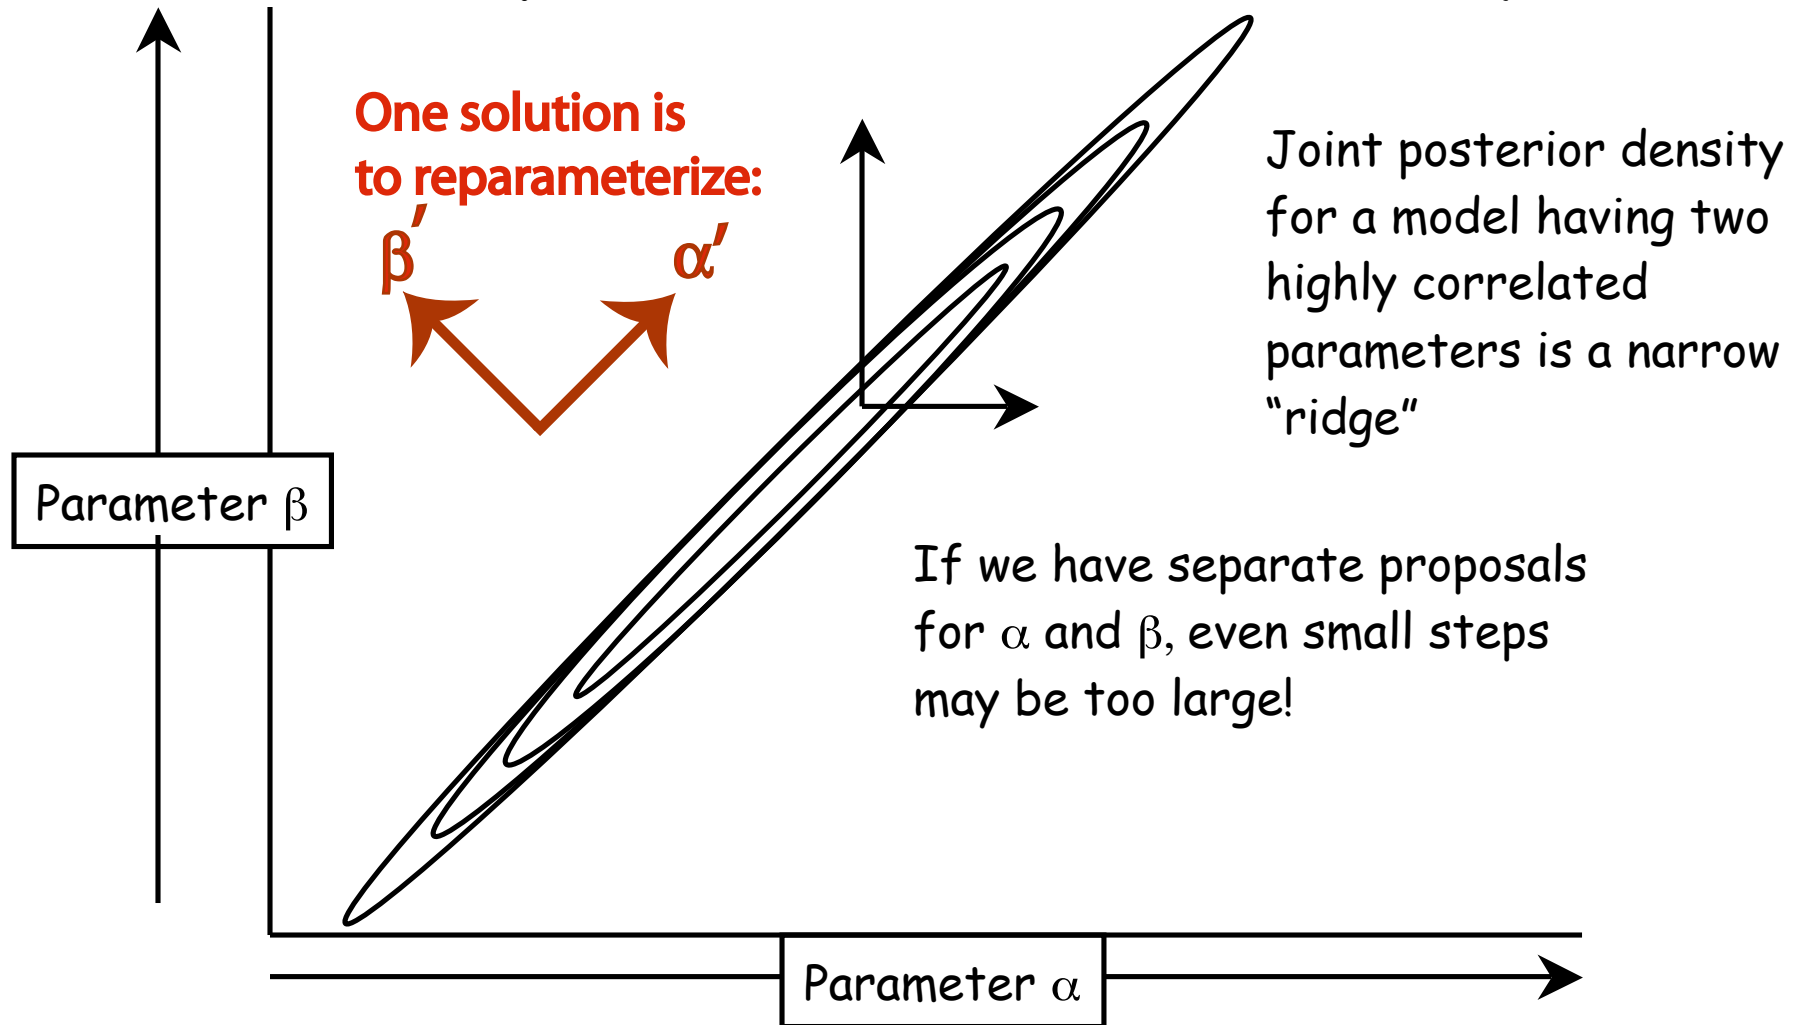 One solution is
to reparameterize:
β′ α′
Joint posterior density
for a model having two
highly correlated
parameters is a narrow
“ridge”
Parameter β
If we have separate proposals
for α and β, even small steps
may be too large!
Parameter α